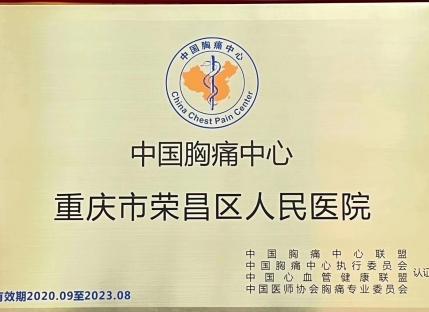 中国胸痛中心
China Chest Pain Center
中国胸痛中心
重庆市荣昌区人民医院
中国胸痛中心联盟
中国胸痛中心执行委员会
中国心血管健康联盟
中国医师协会胸痛专业委员会
认证
有效期2020.09至2023.08